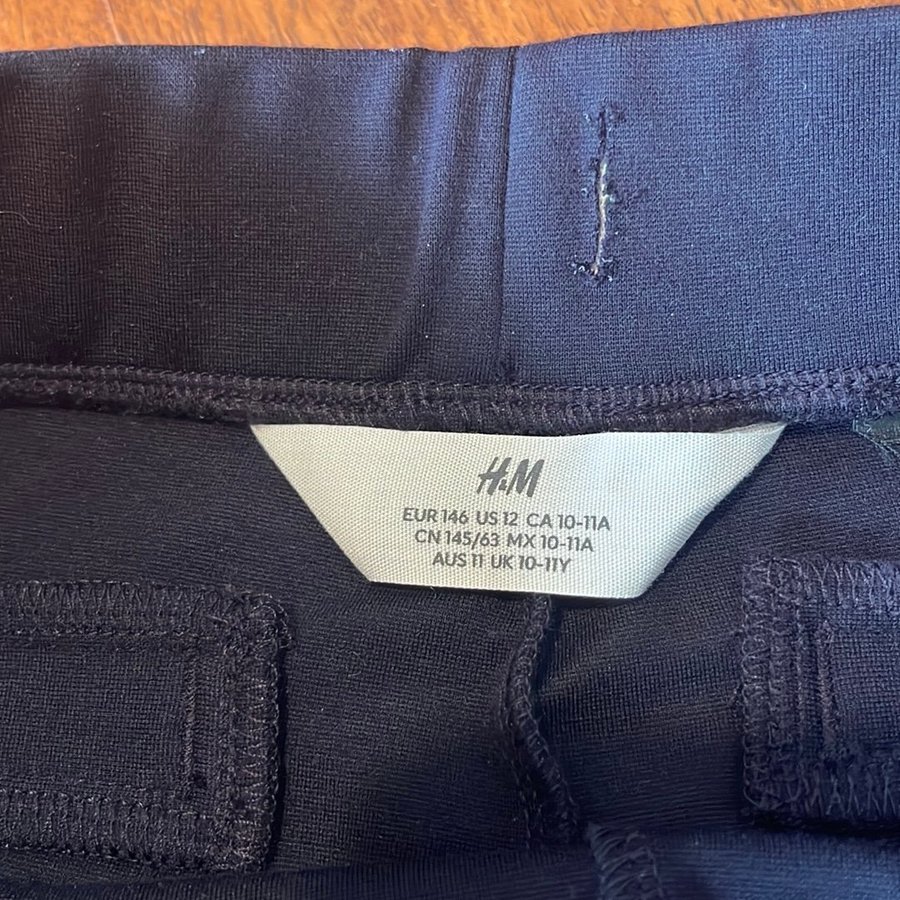 H&M
EUR 146 US 12 CA 10-11A
CN 145/63 MX 10-11A
AUS 11 UK 10-11Y